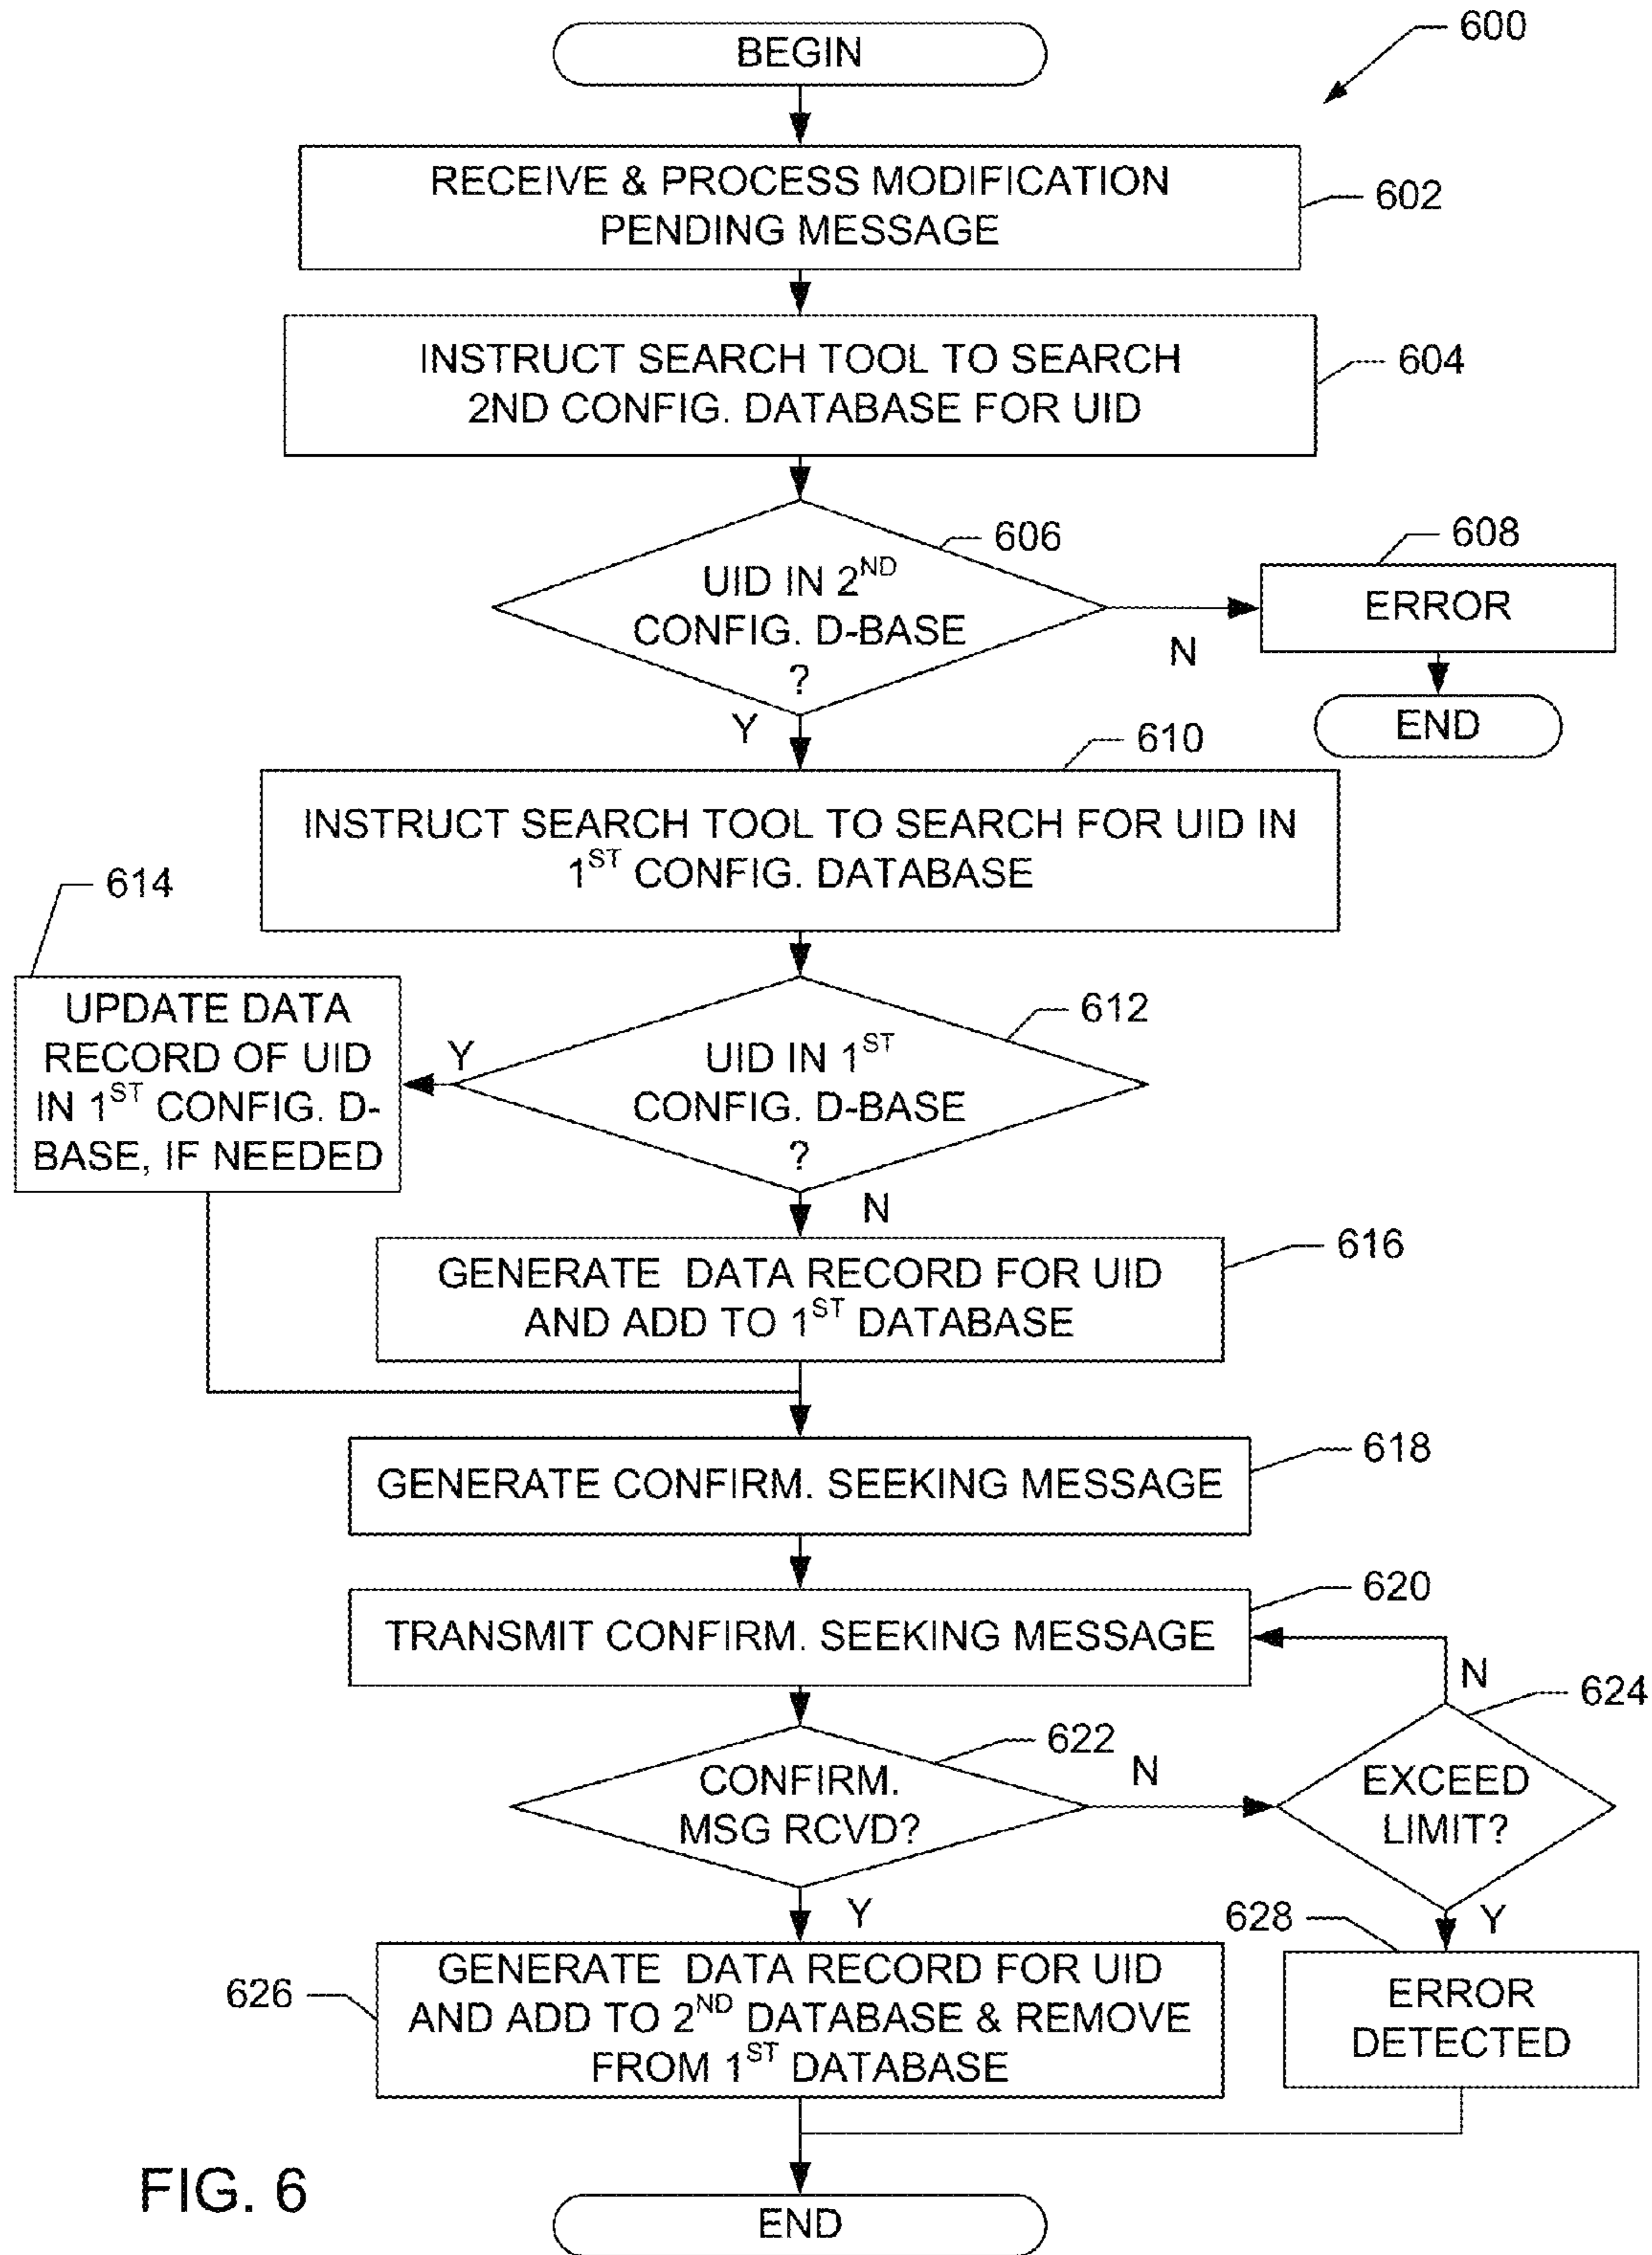 600
BEGIN
RECEIVE & PROCESS MODIFICATION
PENDING MESSAGE
602
INSTRUCT SEARCH TOOL TO SEARCH
2ND CONFIG. DATABASE FOR UID
604
606
UID IN 2ND
CONFIG. D-BASE
?
N
Y
608
ERROR
END
610
INSTRUCT SEARCH TOOL TO SEARCH FOR UID IN
1ST CONFIG. DATABASE
614
UPDATE DATA
RECORD OF UID
IN 1ST CONFIG. D-
BASE, IF NEEDED
Y
612
UID IN 1ST
CONFIG. D-BASE
?
N
616
GENERATE DATA RECORD FOR UID
AND ADD TO 1ST DATABASE
618
GENERATE CONFIRM. SEEKING MESSAGE
620
TRANSMIT CONFIRM. SEEKING MESSAGE
N
624
622
CONFIRM.
MSG RCVD?
N
EXCEED
LIMIT?
Y
Y
628
626
GENERATE DATA RECORD FOR UID
AND ADD TO 2ND DATABASE & REMOVE
FROM 1ST DATABASE
ERROR
DETECTED
FIG. 6
END